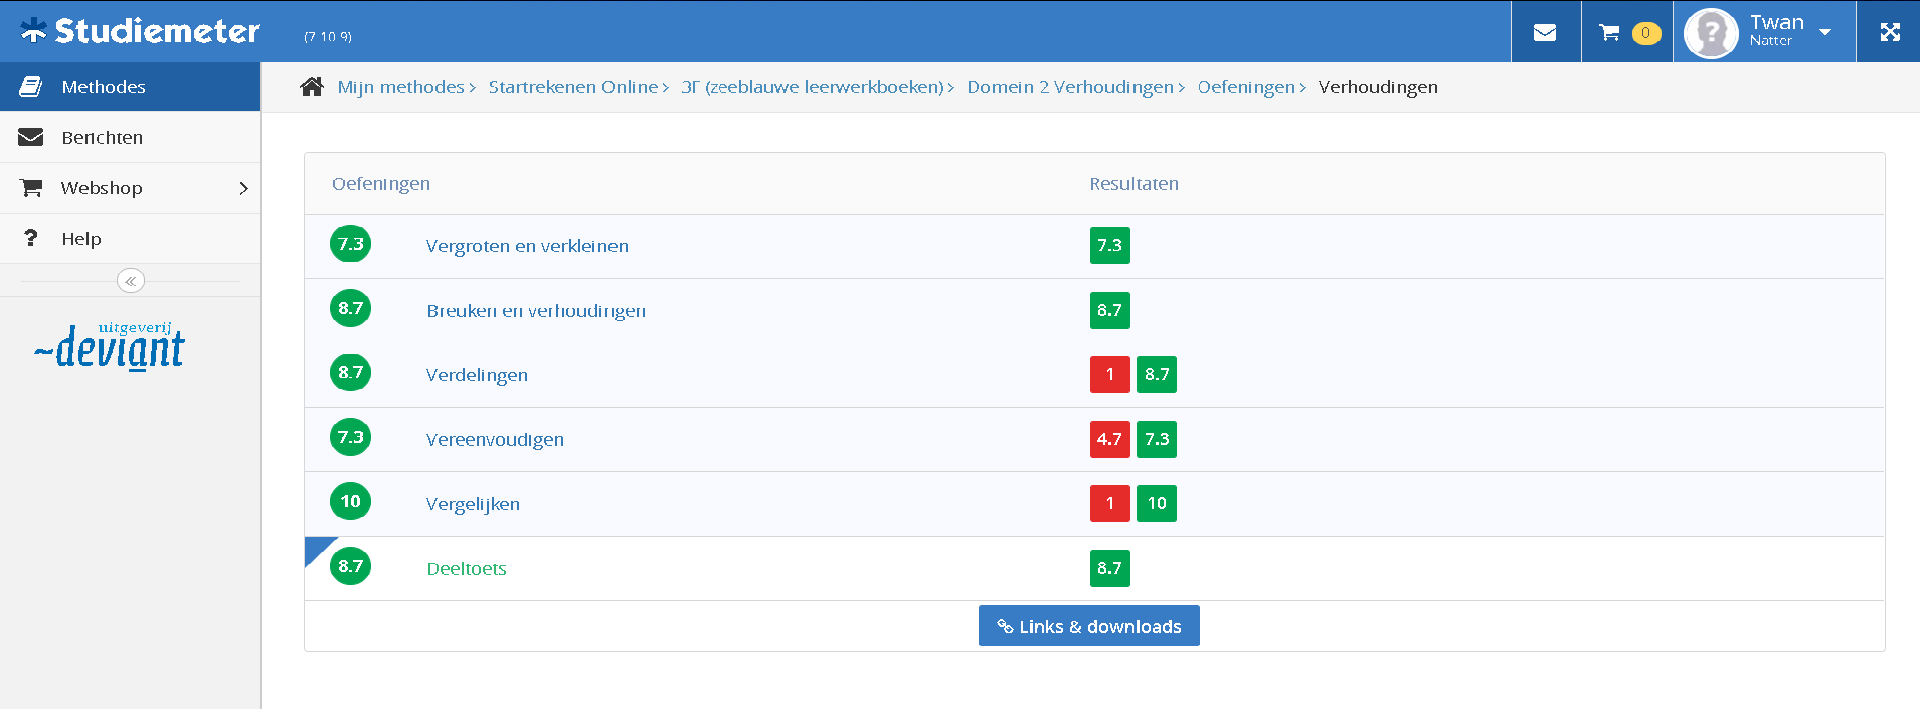 Studiemeter
(7 10 9)
0
Twan
Natter
Methodes
Mijn methodes > Startrekenen Online > 3F (zeeblauwe leerwerkboeken) > Domein 2 Verhoudingen > Oefeningen > Verhoudingen
Berichten
Webshop
Help
uitgeverij
~deviant
Oefeningen Resultaten
7.3 Vergroten en verkleinen 7.3
8.7 Breuken en verhoudingen 8.7
8.7 Verdelingen 1 8.7
7.3 Vereenvoudigen 4.7 7.3
10 Vergelijken 1 10
8.7 Deeltoets 8.7
Links & downloads